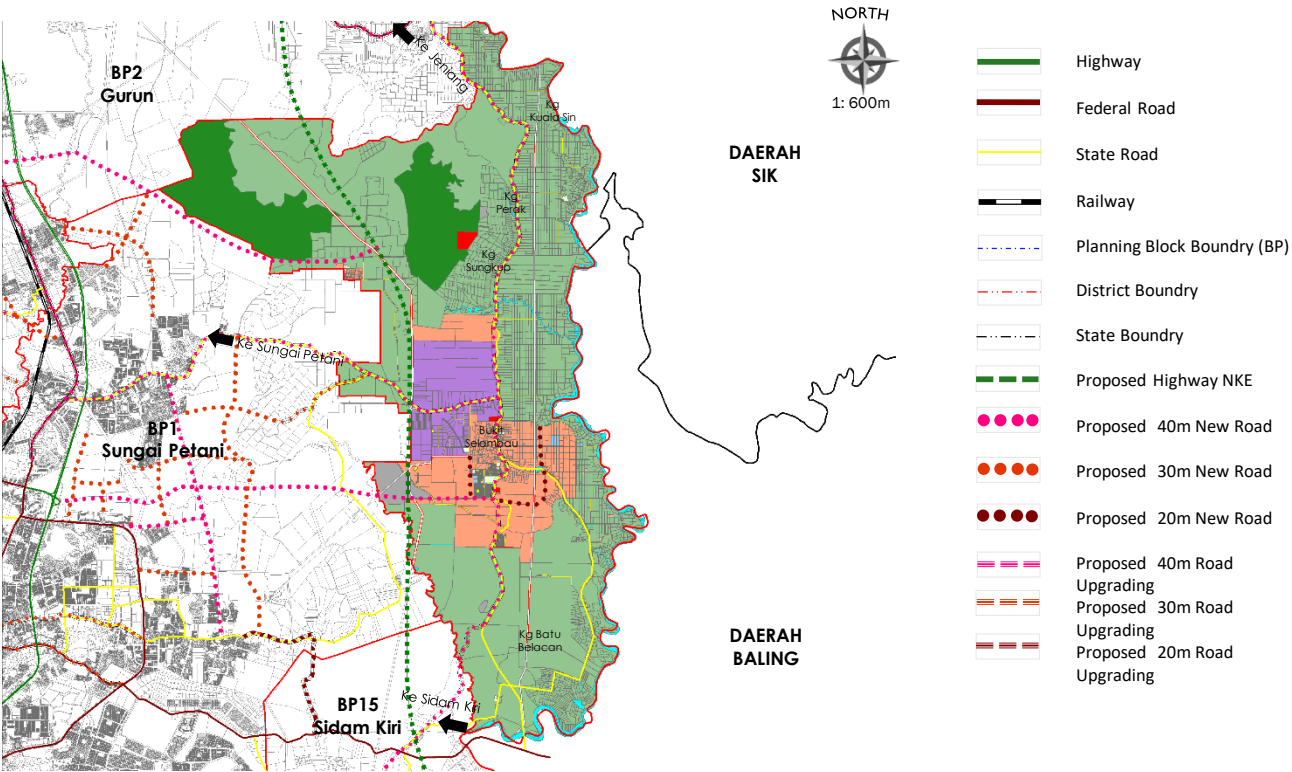 NORTH
1: 600m
BP2
Gurun
Ke Jeniang
Kg
Kuala Sin
DAERAH
SIK
Kg
Perak
Kg
Sungkup
Ke Sungai Petani
BP1
Sungai Petani
Bukit
Selambau
Kg Batu
Belacan
DAERAH
BALING
BP15
Sidam Kiri
Ke Sidam Kiri
Highway
Federal Road
State Road
Railway
Planning Block Boundry (BP)
District Boundry
State Boundry
Proposed Highway NKE
Proposed 40m New Road
Proposed 30m New Road
Proposed 20m New Road
Proposed 40m Road
Upgrading
Proposed 30m Road
Upgrading
Proposed 20m Road
Upgrading